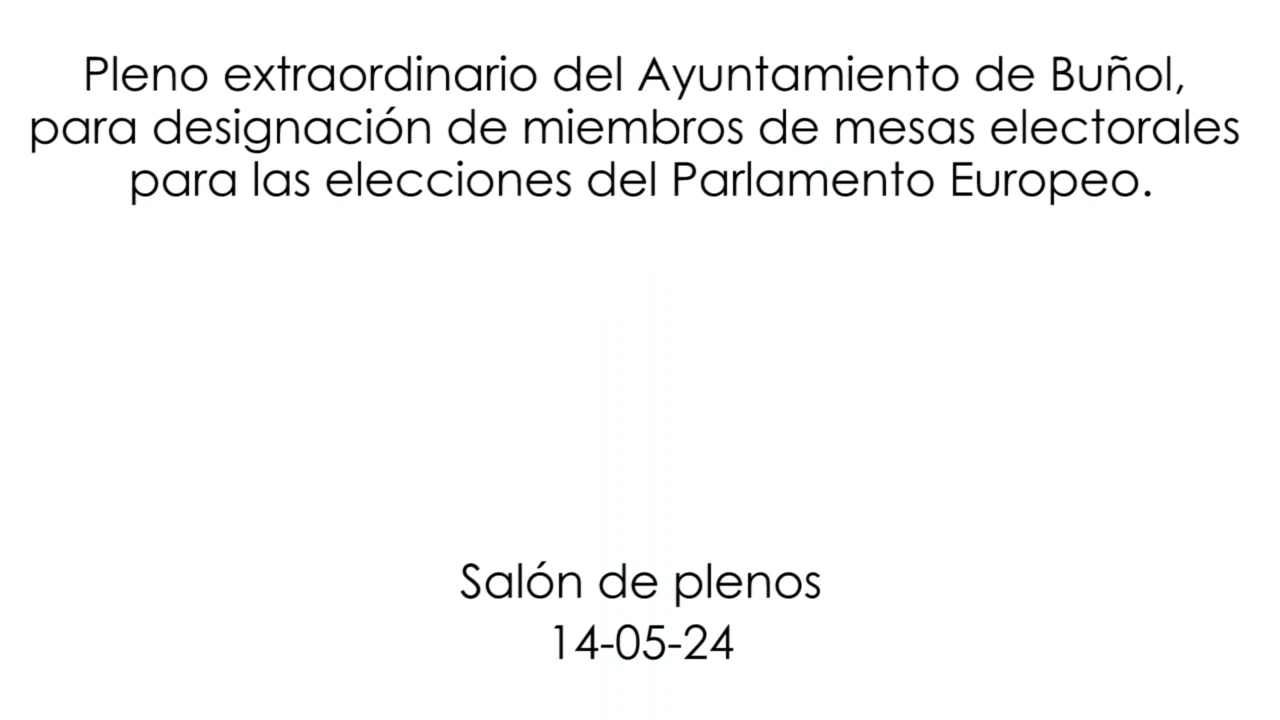 Pleno extraordinario del Ayuntamiento de Buñol,
para designación de miembros de mesas electorales
para las elecciones del Parlamento Europeo.
Salón de plenos
14-05-24